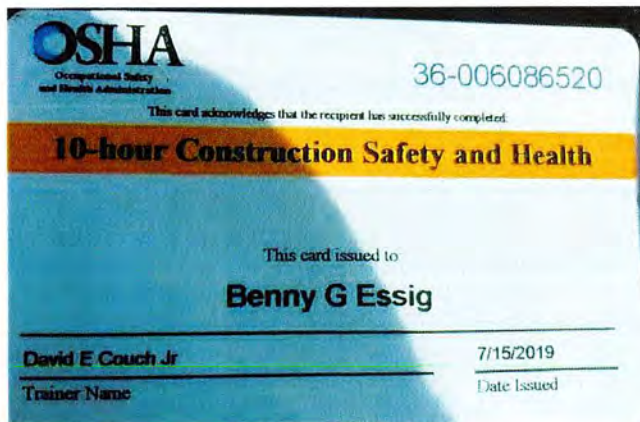 OSHA
Occupational Safety
and Health Administration
36-006086520
This card acknowledges that the recipient has successfully completed:
10-hour Construction Safety and Health
This card issued to
Benny G Essig
David E Couch Jr
7/15/2019
Trainer Name
Date Issued